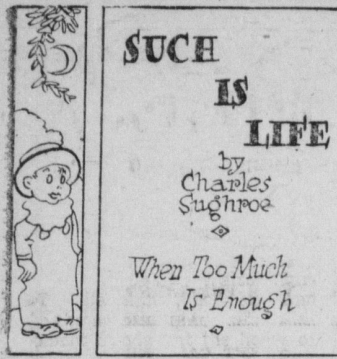 SUCH
IS
LIFE
by
Charles
Sughroe
When Too Much
Is Enough